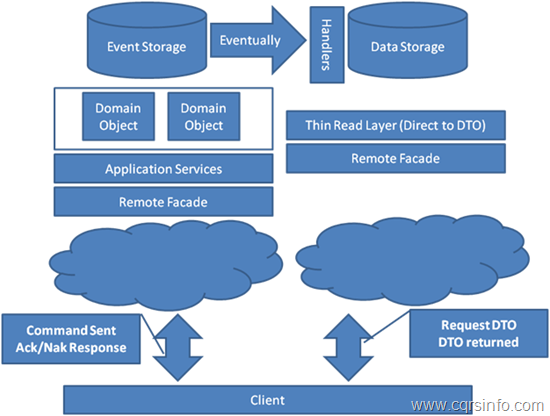 Event Storage
Eventually
Handlers
Data Storage
Domain
Object
Domain
Object
Thin Read Layer (Direct to DTO)
Application Services
Remote Facade
Remote Facade
Command Sent
Ack/Nak Response
Request DTO
DTO returned
Client
www.cqrsinfo.com